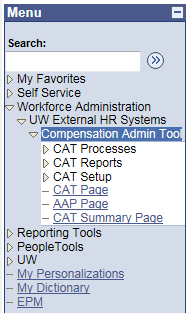 Menu
Search:
My Favorites
Self Service
Workforce Administration
UW External HR Systems
Compensation Admin Tool
CAT Processes
CAT Reports
CAT Setup
CAT Page
AAP Page
CAT Summary Page
Reporting Tools
PeopleTools
UW
My Personalizations
My Dictionary
EPM